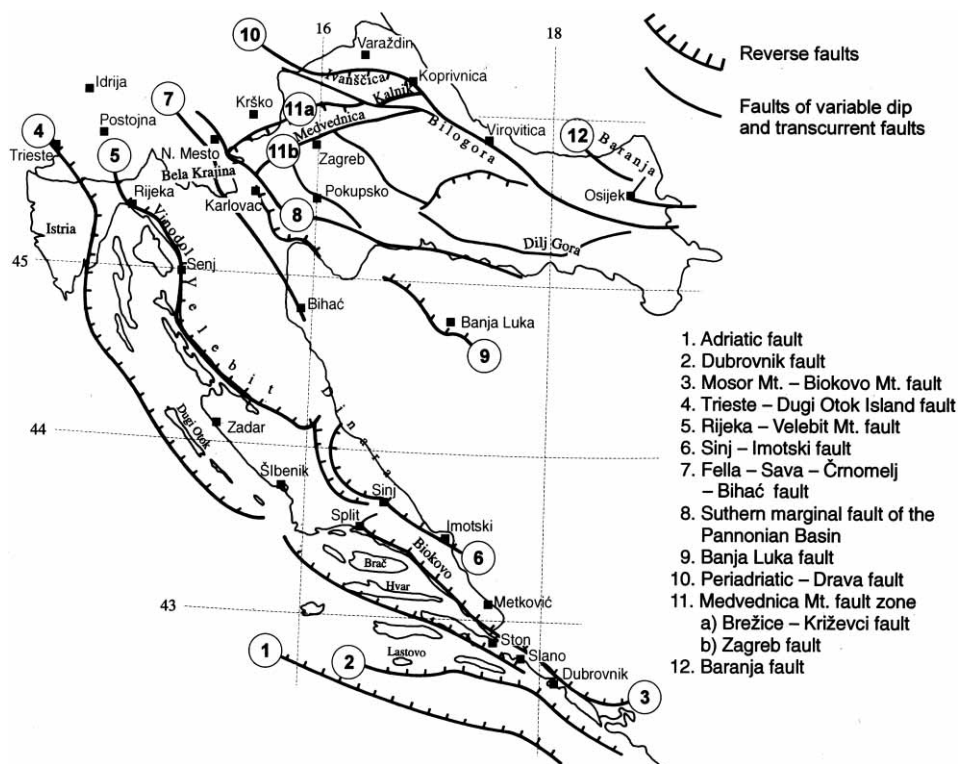 16
18
10
Varaždin
Ivanščica
Koprivnica
Kalnik
Reverse faults
Idrija
7
Krško
11a
Medvednica
Bilogora
Faults of variable dip
and transcurrent faults
4
Postojna
Trieste
5
N. Mesto
11b
Zagreb
Virovitica
12
Baranja
Bela Krajina
Rijeka
Karlovac
Pokupsko
Osijek
Istria
Vinodol
8
Dilj Gora
45
Senj
Velebit
Bihać
Banja Luka
9
1. Adriatic fault
2. Dubrovnik fault
3. Mosor Mt. – Biokovo Mt. fault
4. Trieste – Dugi Otok Island fault
5. Rijeka – Velebit Mt. fault
6. Sinj – Imotski fault
7. Fella – Sava – Črnomelj
– Bihać fault
8. Suthern marginal fault of the
Pannonian Basin
9. Banja Luka fault
10. Periadriatic – Drava fault
11. Medvednica Mt. fault zone
a) Brežice – Križevci fault
b) Zagreb fault
12. Baranja fault
Dinara
44
Dugi Otok
Zadar
ŠIbenik
Sinj
Split
Imotski
6
Biokovo
Brač
Hvar
43
Metković
1
2
Lastovo
Ston
Slano
Dubrovnik
3